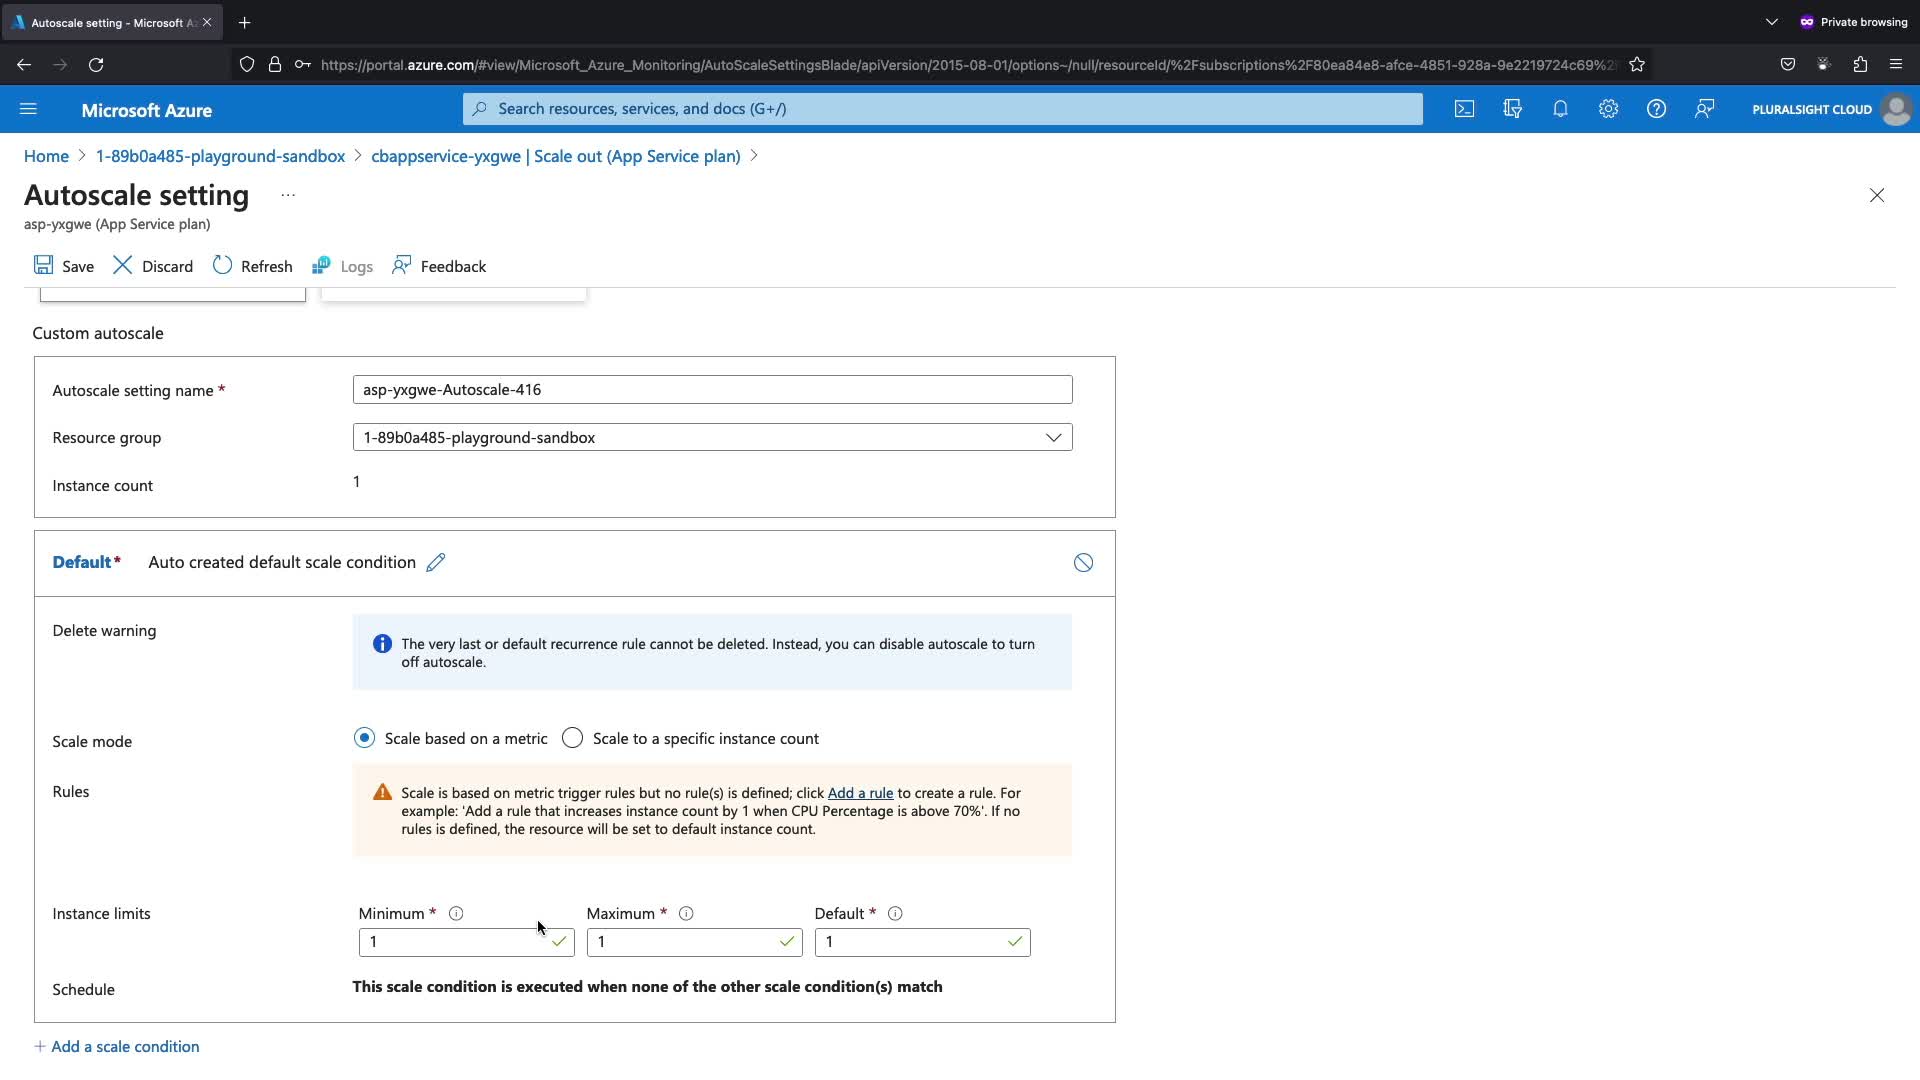 Autoscale setting - Microsoft Az
Private browsing
https://portal.azure.com/#view/Microsoft_Azure_Monitoring/AutoScaleSettingsBlade/apiVersion/2015-08-01/options~/null/resourceId/%2Fsubscriptions%2F80ea84e8-afce-4851-928a-9e2219724c69%2
Microsoft Azure
Search resources, services, and docs (G+/)
PLURALSIGHT CLOUD
Home > 1-89b0a485-playground-sandbox > cbappservice-yxgwe | Scale out (App Service plan) >
Autoscale setting ...
asp-yxgwe (App Service plan)
Save Discard Refresh Logs Feedback
Custom autoscale
Autoscale setting name * asp-yxgwe-Autoscale-416
Resource group 1-89b0a485-playground-sandbox
Instance count 1
Default* Auto created default scale condition
Delete warning
The very last or default recurrence rule cannot be deleted. Instead, you can disable autoscale to turn
off autoscale.
Scale mode Scale based on a metric Scale to a specific instance count
Rules
Scale is based on metric trigger rules but no rule(s) is defined; click Add a rule to create a rule. For
example: 'Add a rule that increases instance count by 1 when CPU Percentage is above 70%'. If no
rules is defined, the resource will be set to default instance count.
Instance limits Minimum * Maximum * Default *
1 1 1
Schedule This scale condition is executed when none of the other scale condition(s) match
+ Add a scale condition